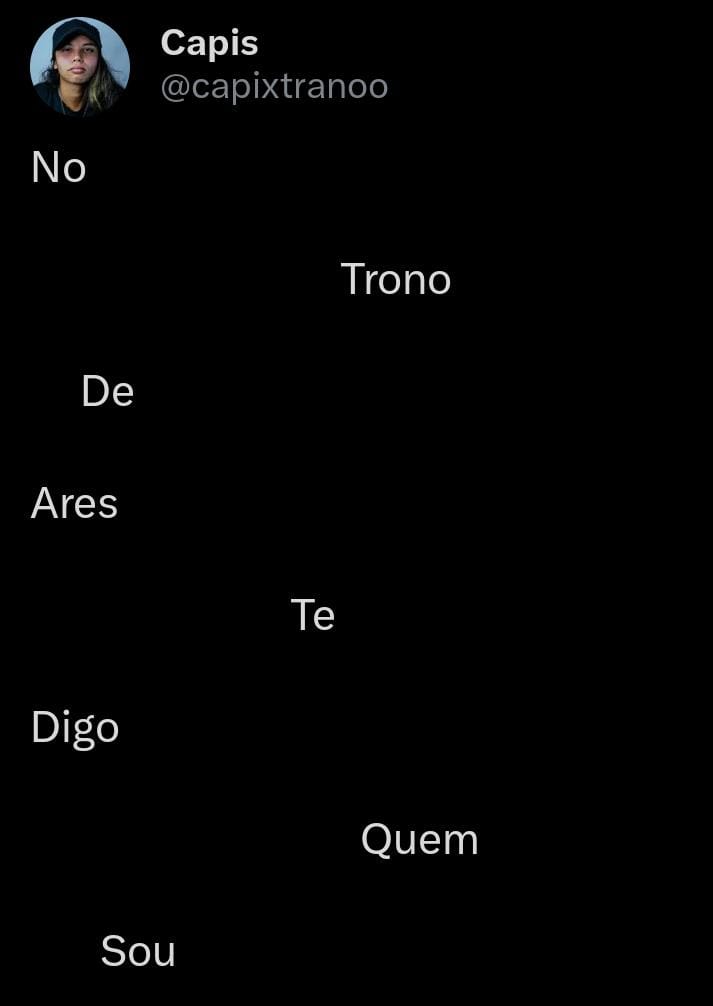 Capis
@capixtranoo
No
Trono
De
Ares
Te
Digo
Quem
Sou